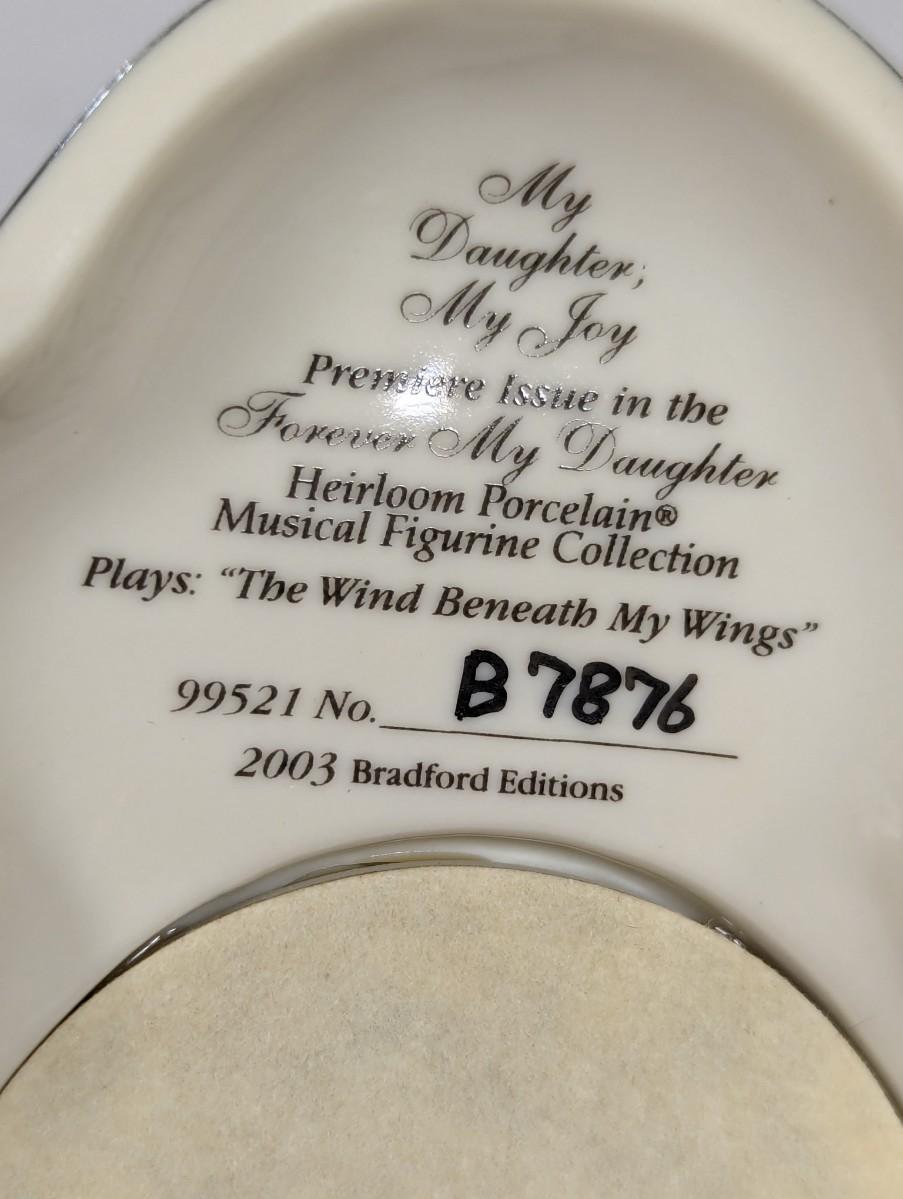 My
Daughter,
My Joy
Premiere Issue in the
Forever My Daughter
Heirloom Porcelain®
Musical Figurine Collection
Plays: “The Wind Beneath My Wings”
99521 No. B7876
2003 Bradford Editions